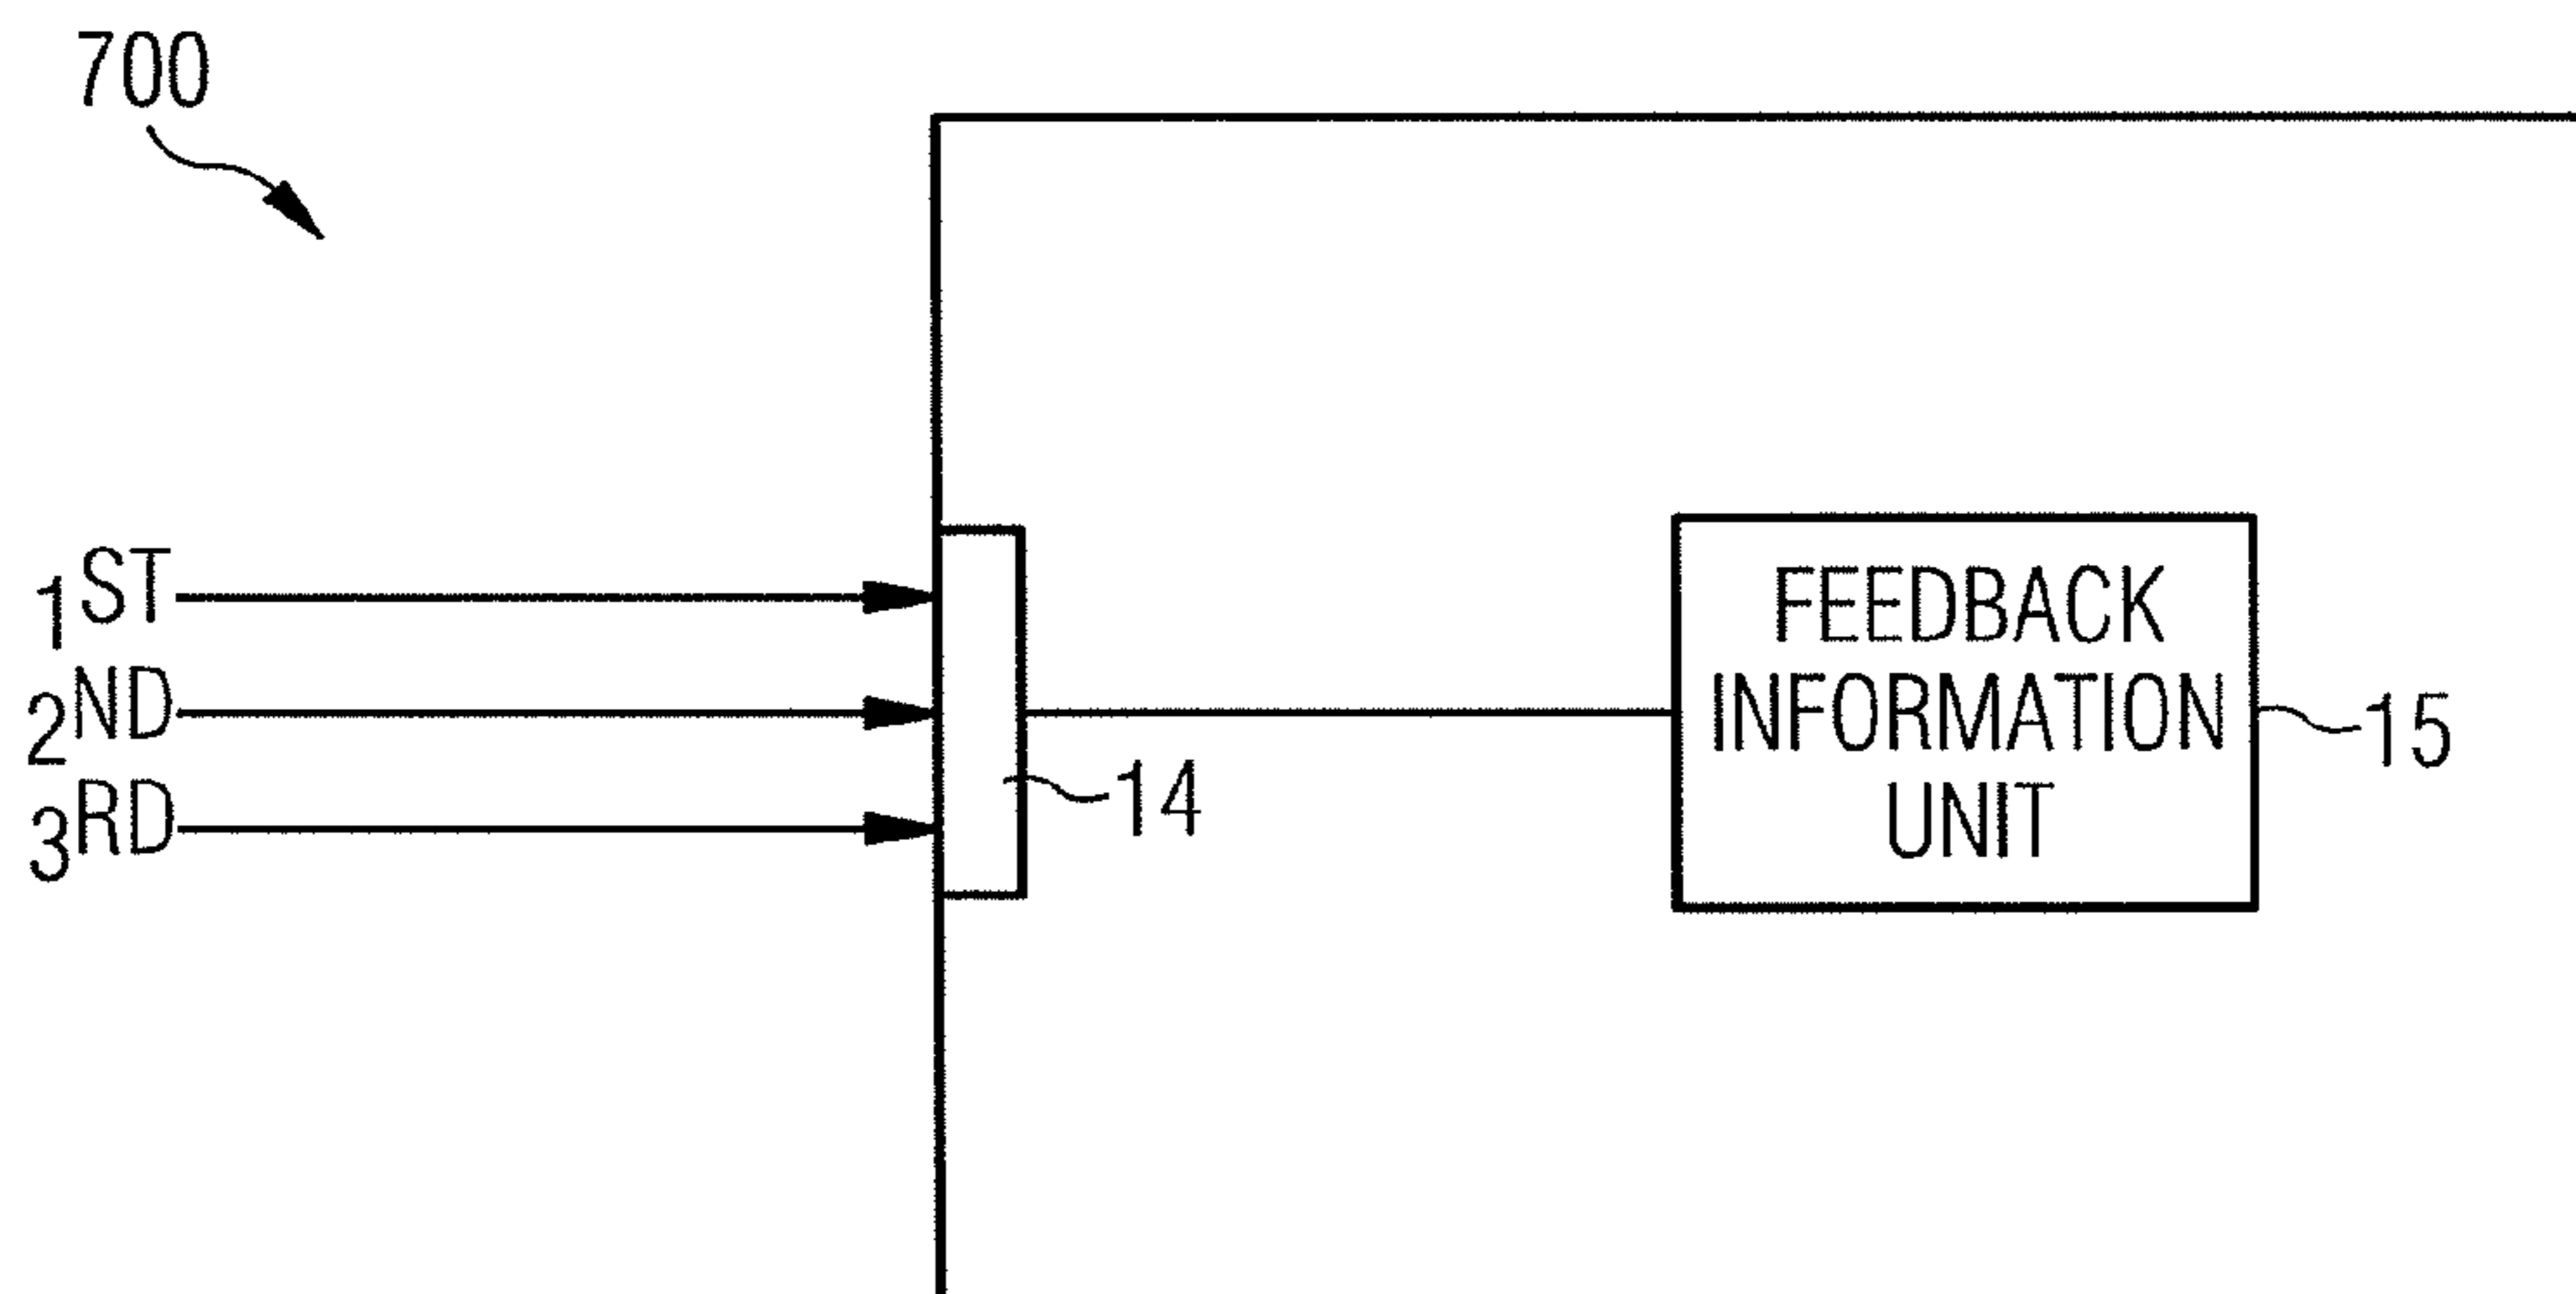 700
1ST
2ND
3RD
14
FEEDBACK
INFORMATION
UNIT
15